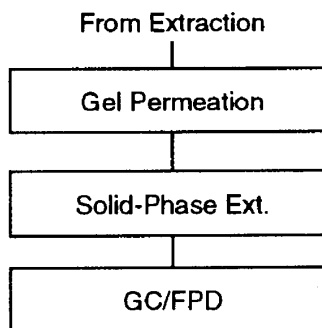 From Extraction
Gel Permeation
Solid-Phase Ext.
GC/FPD